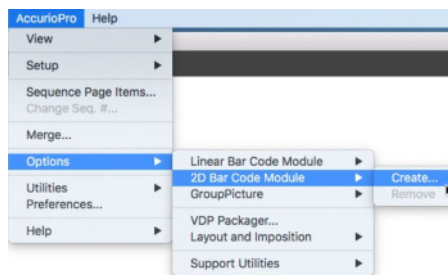 AccurioPro Help
View
Setup
Sequence Page Items...
Change Seq. #...
Merge...
Options
Utilities
Preferences...
Help
Linear Bar Code Module
2D Bar Code Module
GroupPicture
VDP Packager...
Layout and Imposition
Support Utilities
Create...
Remove